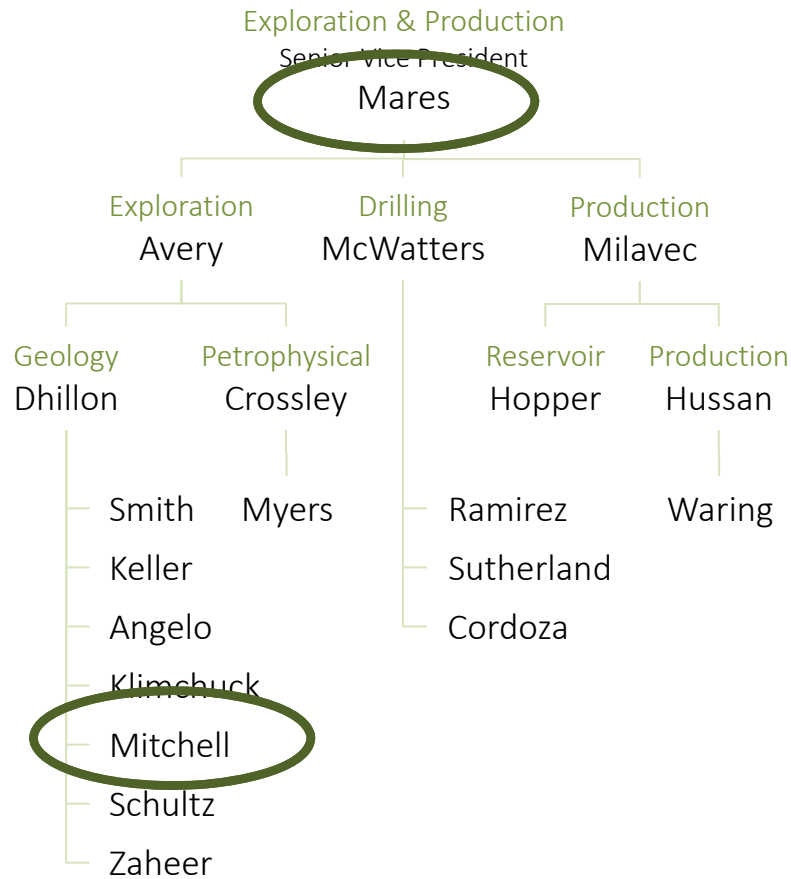 Exploration & Production
Senior Vice President
Mares
Exploration
Avery
Drilling
McWatters
Production
Milavec
Geology
Dhillon
Petrophysical
Crossley
Reservoir
Hopper
Production
Hussan
Smith
Keller
Angelo
Klimchuck
Mitchell
Schultz
Zaheer
Myers
Ramirez
Sutherland
Cordoza
Waring